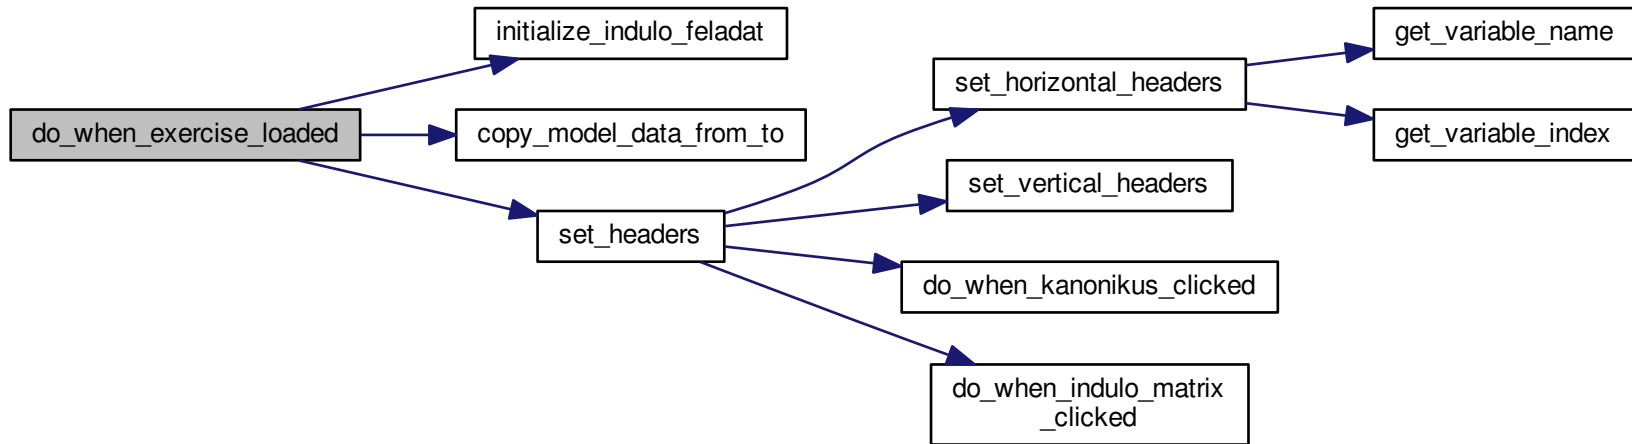 do_when_exercise_loaded
initialize_indulo_feladat
copy_model_data_from_to
set_headers
set_horizontal_headers
get_variable_name
get_variable_index
set_vertical_headers
do_when_kanonikus_clicked
do_when_indulo_matrix
_clicked